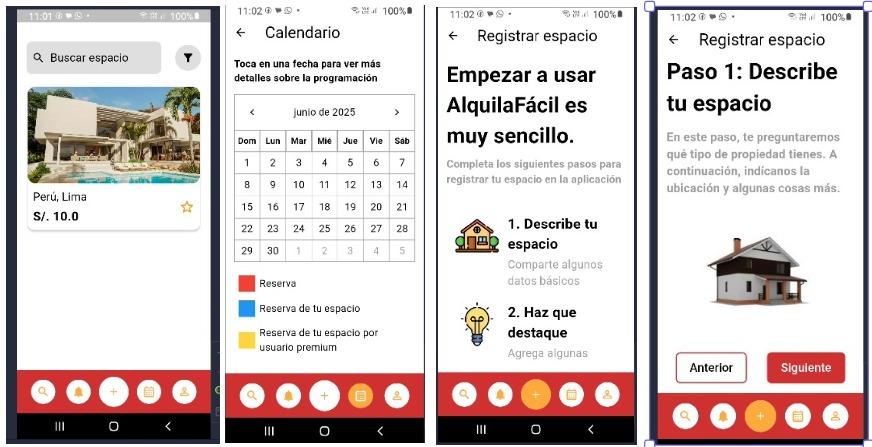 11:01
100%
Buscar espacio
Perú, Lima
S/. 10.0
11:02
100%
Calendario
Toca en una fecha para ver más
detalles sobre la programación
junio de 2025
Dom Lun Mar Mié Jue Vie Sáb
1 2 3 4 5 6 7
8 9 10 11 12 13 14
15 16 17 18 19 20 21
22 23 24 25 26 27 28
29 30 1 2 3 4 5
Reserva
Reserva de tu espacio
Reserva de tu espacio por
usuario premium
11:02
100%
Registrar espacio
Empezar a usar
AlquilaFácil es
muy sencillo.
Completa los siguientes pasos para
registrar tu espacio en la aplicación
1. Describe tu
espacio
Comparte algunos
datos básicos
2. Haz que
destaque
Agrega algunas
11:02
100%
Registrar espacio
Paso 1: Describe
tu espacio
En este paso, te preguntaremos
qué tipo de propiedad tienes. A
continuación, indícanos la
ubicación y algunas cosas más.
Anterior
Siguiente